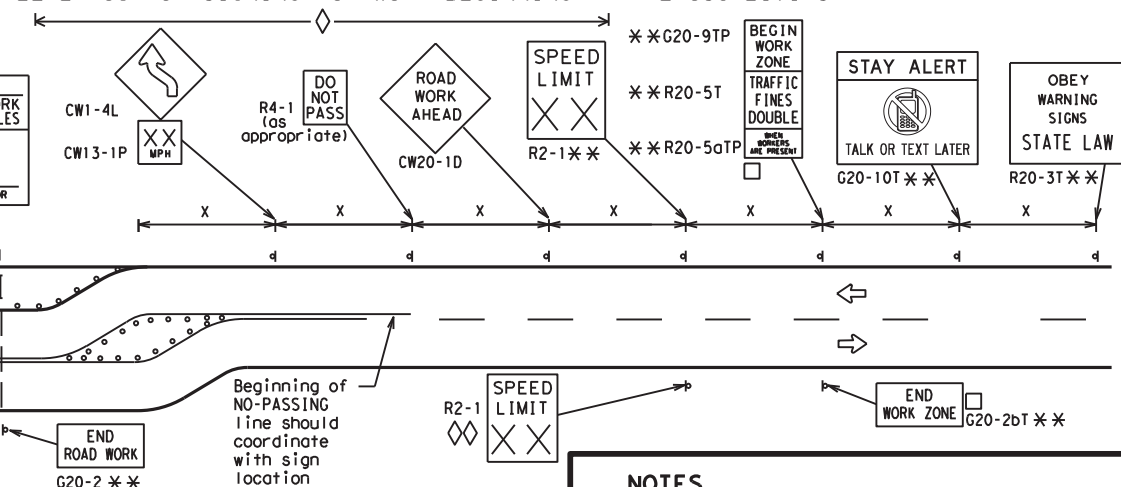 CW1-4L
CW13-1P
XX
MPH
R4-1
(as
appropriate)
DO
NOT
PASS
ROAD
WORK
AHEAD
CW20-1D
SPEED
LIMIT
XX
R2-1**
**G20-9TP
**R20-5T
**R20-5aTP
BEGIN
WORK
ZONE
TRAFFIC
FINES
DOUBLE
WHEN
WORKERS
ARE PRESENT
STAY ALERT
TALK OR TEXT LATER
G20-10T**
OBEY
WARNING
SIGNS
STATE LAW
R20-3T**
X X X X X X X
Beginning of
NO-PASSING
line should
coordinate
with sign
location
R2-1
SPEED
LIMIT
XX
END
WORK ZONE
G20-2bT**
END
ROAD WORK
G20-2**
NOTES